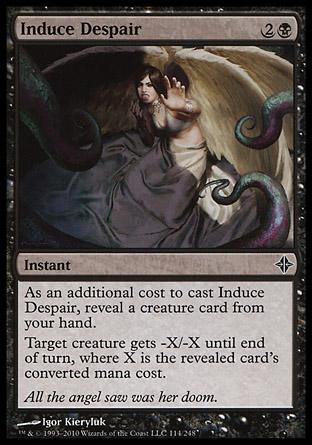 Induce Despair 2
Instant
As an additional cost to cast Induce
Despair, reveal a creature card from
your hand.
Target creature gets -X/-X until end
of turn, where X is the revealed card's
converted mana cost.
All the angel saw was her doom.
Igor Kieryluk
™ & © 1993–2010 Wizards of the Coast LLC 114/248